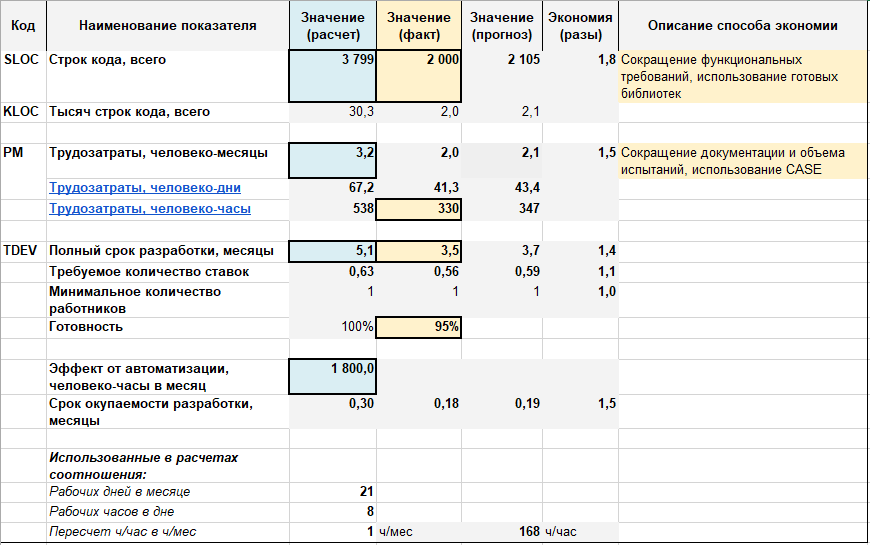 Код Наименование показателя Значение (расчет) Значение (факт) Значение (прогноз) Экономия (разы) Описание способа экономии
SLOC Строк кода, всего 3 799 2 000 2 105 1,8 Сокращение функциональных
требований, использование готовых
библиотек
KLOC Тысяч строк кода, всего 30,3 2,0 2,1
PM Трудозатраты, человеко-месяцы 3,2 2,0 2,1 1,5 Сокращение документации и объема
испытаний, использование CASE
Трудозатраты, человеко-дни 67,2 41,3 43,4
Трудозатраты, человеко-часы 538 330 347
TDEV Полный срок разработки, месяцы 5,1 3,5 3,7 1,4
Требуемое количество ставок 0,63 0,56 0,59 1,1
Минимальное количество
работников 1 1 1 1,0
Готовность 100% 95%
Эффект от автоматизации,
человеко-часы в месяц 1 800,0
Срок окупаемости разработки,
месяцы 0,30 0,18 0,19 1,5
Использованные в расчетах
соотношения:
Рабочих дней в месяце 21
Рабочих часов в дне 8
Пересчет ч/час в ч/мес 1 ч/мес 168 ч/час